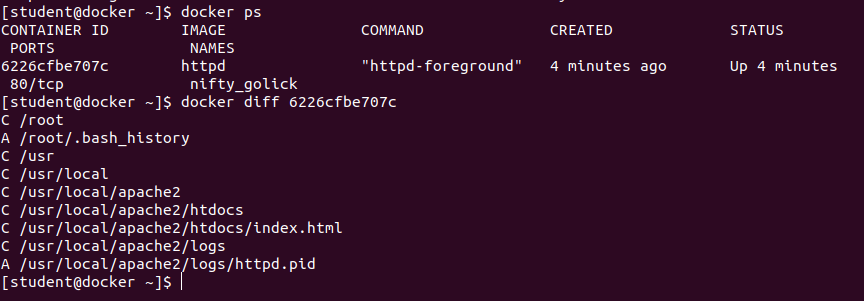 [student@docker ~]$ docker ps
CONTAINER ID        IMAGE               COMMAND              CREATED             STATUS
 PORTS               NAMES
6226cfbe707c        httpd               "httpd-foreground"   4 minutes ago       Up 4 minutes
 80/tcp              nifty_golick
[student@docker ~]$ docker diff 6226cfbe707c
C /root
A /root/.bash_history
C /usr
C /usr/local
C /usr/local/apache2
C /usr/local/apache2/htdocs
C /usr/local/apache2/htdocs/index.html
C /usr/local/apache2/logs
A /usr/local/apache2/logs/httpd.pid
[student@docker ~]$